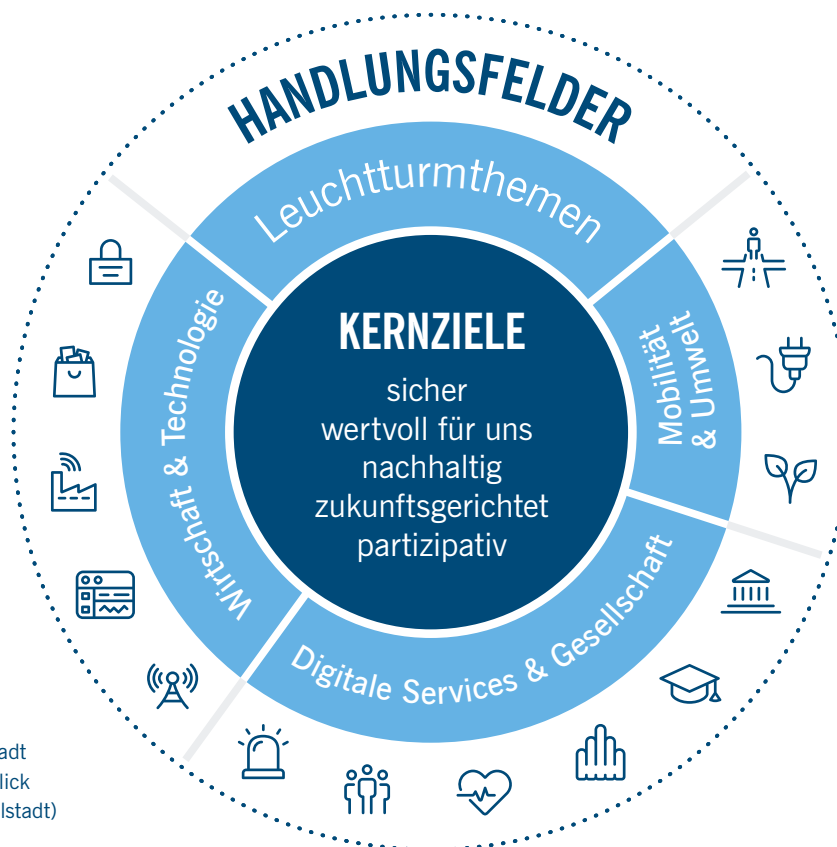 HANDLUNGSFELDER
Leuchtturmthemen
Wirtschaft & Technologie
Mobilität
& Umwelt
KERNZIELE
sicher
wertvoll für uns
nachhaltig
zukunftsgerichtet
partizipativ
Digitale Services & Gesellschaft
adt
lick
lstadt)